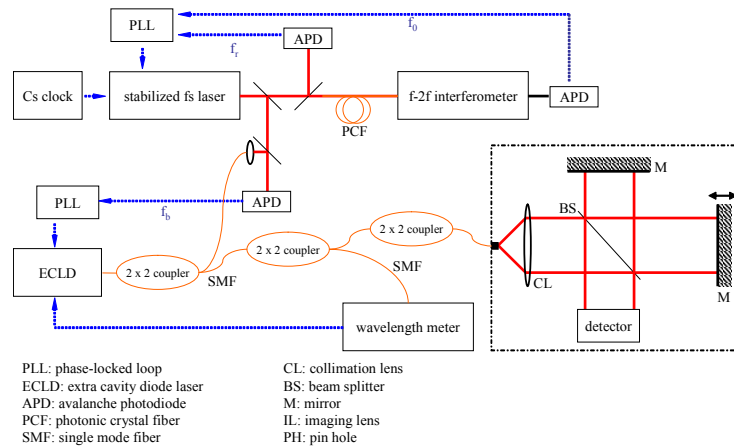 PLL
f_0
f_r
APD
Cs clock
stabilized fs laser
PCF
f-2f interferometer
APD
M
BS
PLL
f_b
APD
ECLD
2 x 2 coupler
SMF
2 x 2 coupler
2 x 2 coupler
SMF
CL
M
wavelength meter
detector
PLL: phase-locked loop
ECLD: extra cavity diode laser
APD: avalanche photodiode
PCF: photonic crystal fiber
SMF: single mode fiber
CL: collimation lens
BS: beam splitter
M: mirror
IL: imaging lens
PH: pin hole